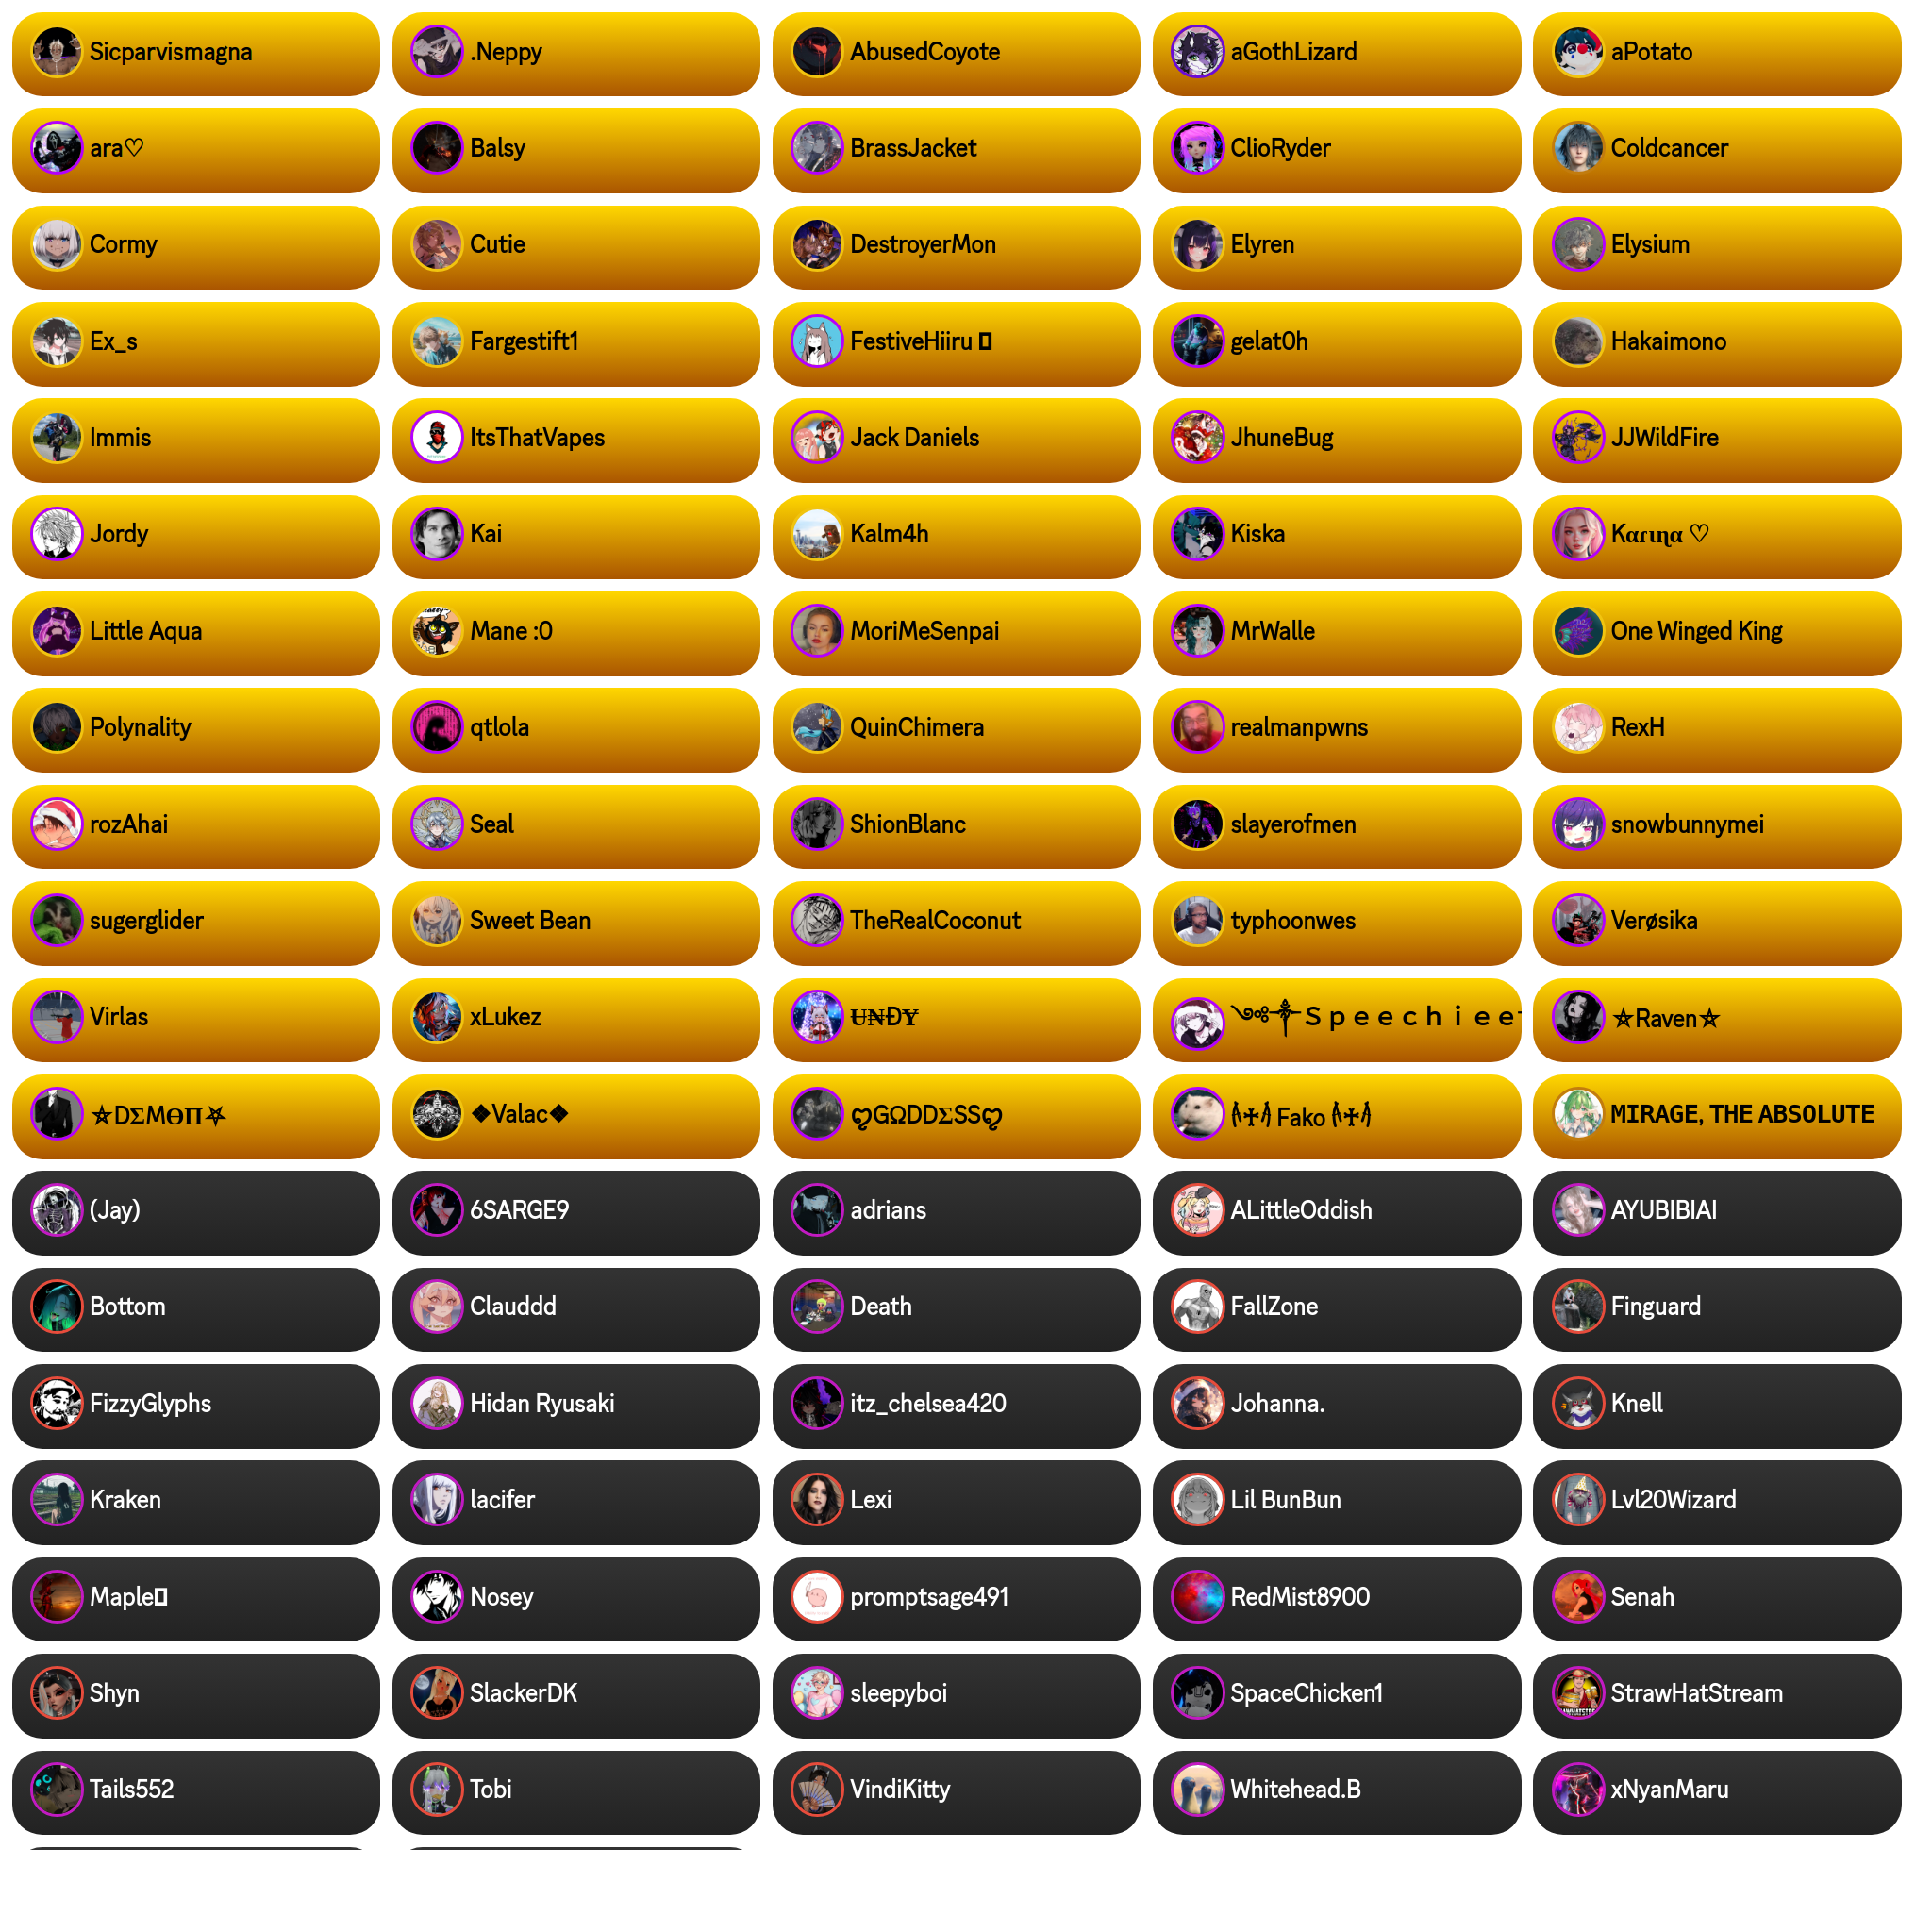 Sicparvismagna
.Neppy
AbusedCoyote
aGothLizard
aPotato
ara♡
Balsy
BrassJacket
ClioRyder
Coldcancer
Cormy
Cutie
DestroyerMon
Elyren
Elysium
Ex_s
Fargestift1
FestiveHiiru
gelat0h
Hakaimono
Immis
ItsThatVapes
Jack Daniels
JhuneBug
JJWildFire
Jordy
Kai
Kalm4h
Kiska
Kαɾιɳα ♡
Little Aqua
Mane :0
MoriMeSenpai
MrWalle
One Winged King
Polynality
qtlola
QuinChimera
realmanpwns
RexH
rozAhai
Seal
ShionBlanc
slayerofmen
snowbunnymei
sugerglider
Sweet Bean
TheRealCoconut
typhoonwes
Verøsika
Virlas
xLukez
U̶₦ĐɎ
༺༒Ｓｐｅｅｃｈｉｅｅ
⛤Raven⛤
⛤DΣMӨП⛧
❖Valac❖
ღGΩDDΣSSღ
Fako
MIRAGE, THE ABSOLUTE
(Jay)
6SARGE9
adrians
ALittleOddish
AYUBIBIAI
Bottom
Clauddd
Death
FallZone
Finguard
FizzyGlyphs
Hidan Ryusaki
itz_chelsea420
Johanna.
Knell
Kraken
lacifer
Lexi
Lil BunBun
Lvl20Wizard
Maple
Nosey
promptsage491
RedMist8900
Senah
Shyn
SlackerDK
sleepyboi
SpaceChicken1
StrawHatStream
Tails552
Tobi
VindiKitty
Whitehead.B
xNyanMaru